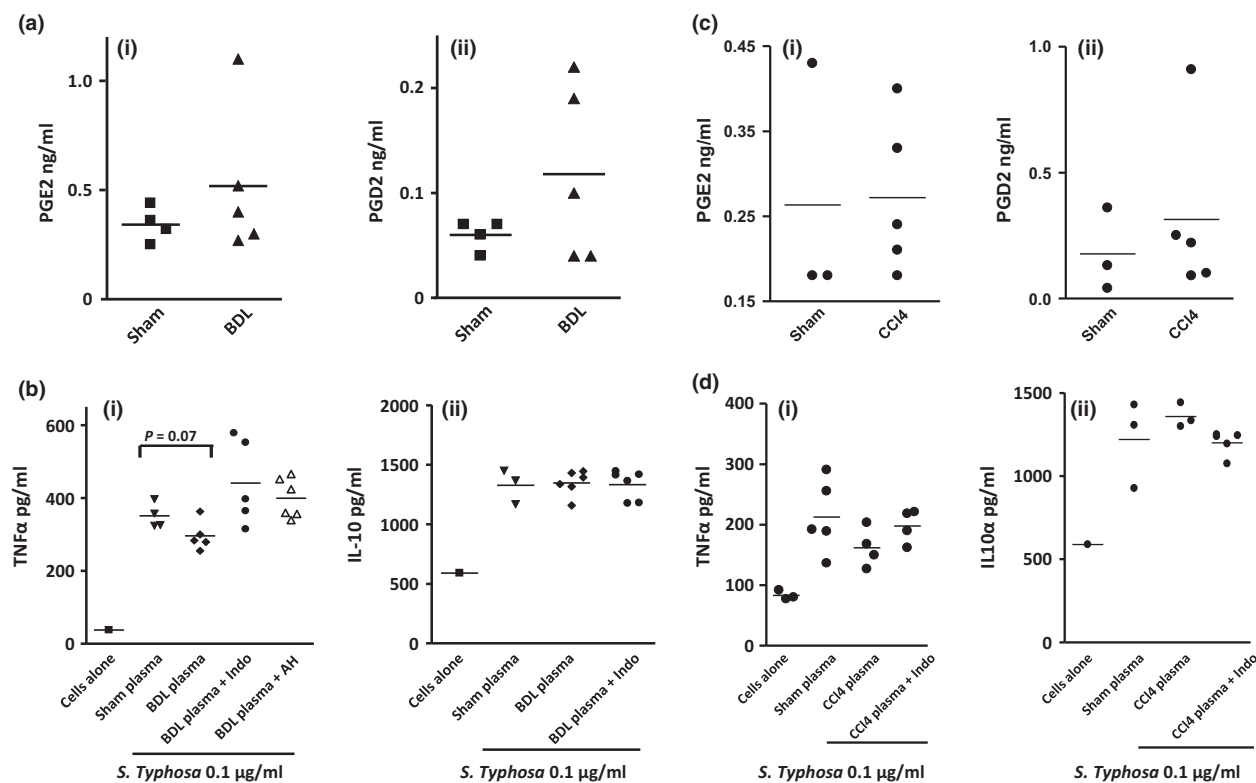 (a)
(i)
PGE2 ng/ml
1.0
0.5
0
Sham
BDL
(ii)
PGD2 ng/ml
0.2
0.1
0
Sham
BDL
(c)
(i)
PGE2 ng/ml
0.45
0.35
0.25
0.15
Sham
CCl4
(ii)
PGD2 ng/ml
1.0
0.5
0.0
Sham
CCl4
(b)
(i)
TNFα pg/ml
600
400
200
0
P = 0.07
Cells alone
Sham plasma
BDL plasma
BDL plasma + Indo
BDL plasma + AH
S. Typhosa 0.1 µg/ml
(ii)
IL-10 pg/ml
2000
1500
1000
500
0
Cells alone
Sham plasma
BDL plasma
BDL plasma + Indo
S. Typhosa 0.1 µg/ml
(d)
(i)
TNFα pg/ml
400
300
200
100
0
Cells alone
Sham plasma
CCl4 plasma
CCl4 plasma + Indo
S. Typhosa 0.1 µg/ml
(ii)
IL10α pg/ml
1500
1000
500
0
Cells alone
Sham plasma
CCl4 plasma
CCl4 plasma + Indo
S. Typhosa 0.1 µg/ml